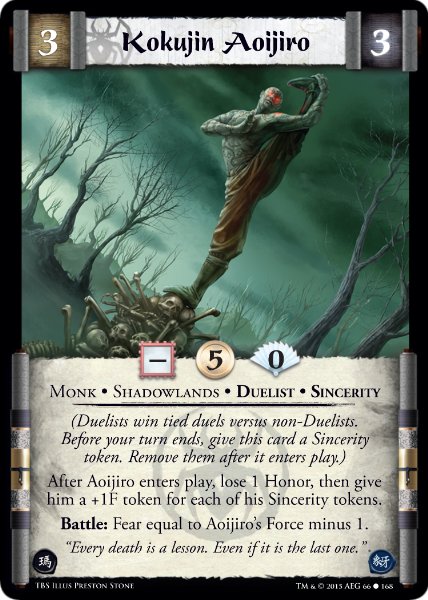 3 Kokujin Aoijiro 3
– 5 0
Monk • Shadowlands • Duelist • Sincerity
(Duelists win tied duels versus non-Duelists.
Before your turn ends, give this card a Sincerity
token. Remove them after it enters play.)
After Aoijiro enters play, lose 1 Honor, then give
him a +1F token for each of his Sincerity tokens.
Battle: Fear equal to Aoijiro's Force minus 1.
“Every death is a lesson. Even if it is the last one.”
TBS Illus Preston Stone TM & © 2015 AEG 66 • 168